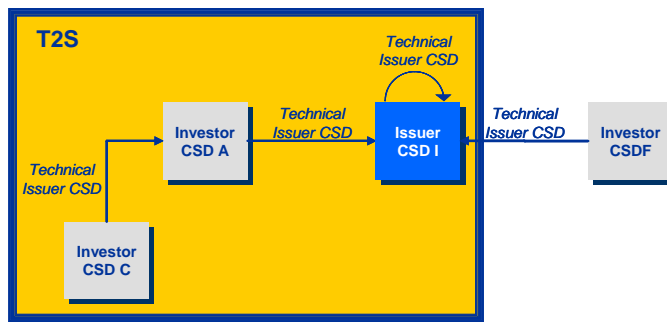 T2S
Technical
Issuer CSD
Technical
Issuer CSD
Technical
Issuer CSD
Investor
CSD A
Issuer
CSD I
Investor
CSDF
Technical
Issuer CSD
Investor
CSD C